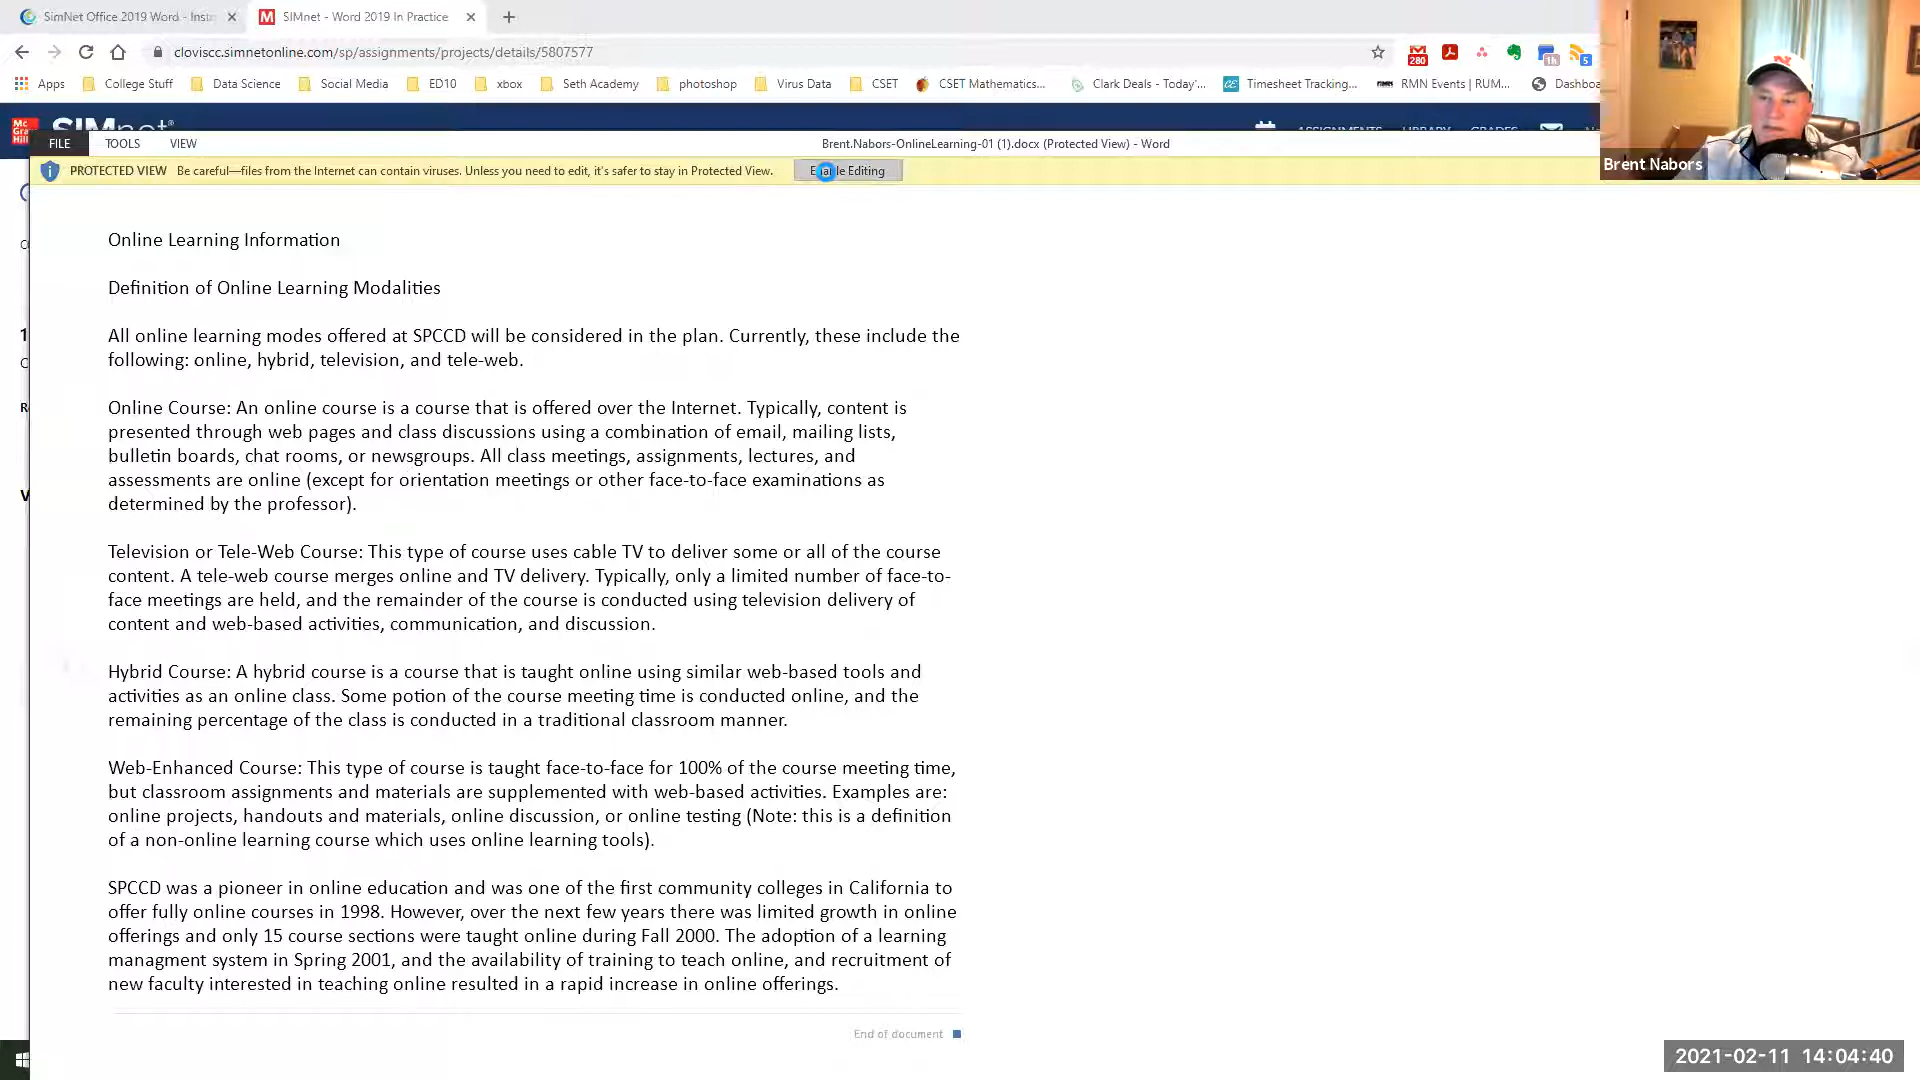 SimNet Office 2019 Word - Inst
SIMnet - Word 2019 In Practice
cloviscc.simnetonline.com/sp/assignments/projects/details/5807577
280
1h
5
Apps College Stuff Data Science Social Media ED10 xbox Seth Academy photoshop Virus Data CSET CSET Mathematics... Clark Deals - Today'... Timesheet Tracking... RMN Events | RUM... Dashboa
Mc
Graw
Hill
SIMnet®
ASSIGNMENTS LIBRARY GRADES
FILE TOOLS VIEW
Brent.Nabors-OnlineLearning-01 (1).docx (Protected View) - Word
PROTECTED VIEW Be careful—files from the Internet can contain viruses. Unless you need to edit, it's safer to stay in Protected View. Enable Editing
Brent Nabors
Online Learning Information
Definition of Online Learning Modalities
All online learning modes offered at SPCCD will be considered in the plan. Currently, these include the
following: online, hybrid, television, and tele-web.
Online Course: An online course is a course that is offered over the Internet. Typically, content is
presented through web pages and class discussions using a combination of email, mailing lists,
bulletin boards, chat rooms, or newsgroups. All class meetings, assignments, lectures, and
assessments are online (except for orientation meetings or other face-to-face examinations as
determined by the professor).
Television or Tele-Web Course: This type of course uses cable TV to deliver some or all of the course
content. A tele-web course merges online and TV delivery. Typically, only a limited number of face-to-
face meetings are held, and the remainder of the course is conducted using television delivery of
content and web-based activities, communication, and discussion.
Hybrid Course: A hybrid course is a course that is taught online using similar web-based tools and
activities as an online class. Some potion of the course meeting time is conducted online, and the
remaining percentage of the class is conducted in a traditional classroom manner.
Web-Enhanced Course: This type of course is taught face-to-face for 100% of the course meeting time,
but classroom assignments and materials are supplemented with web-based activities. Examples are:
online projects, handouts and materials, online discussion, or online testing (Note: this is a definition
of a non-online learning course which uses online learning tools).
SPCCD was a pioneer in online education and was one of the first community colleges in California to
offer fully online courses in 1998. However, over the next few years there was limited growth in online
offerings and only 15 course sections were taught online during Fall 2000. The adoption of a learning
managment system in Spring 2001, and the availability of training to teach online, and recruitment of
new faculty interested in teaching online resulted in a rapid increase in online offerings.
End of document
2021-02-11 14:04:40